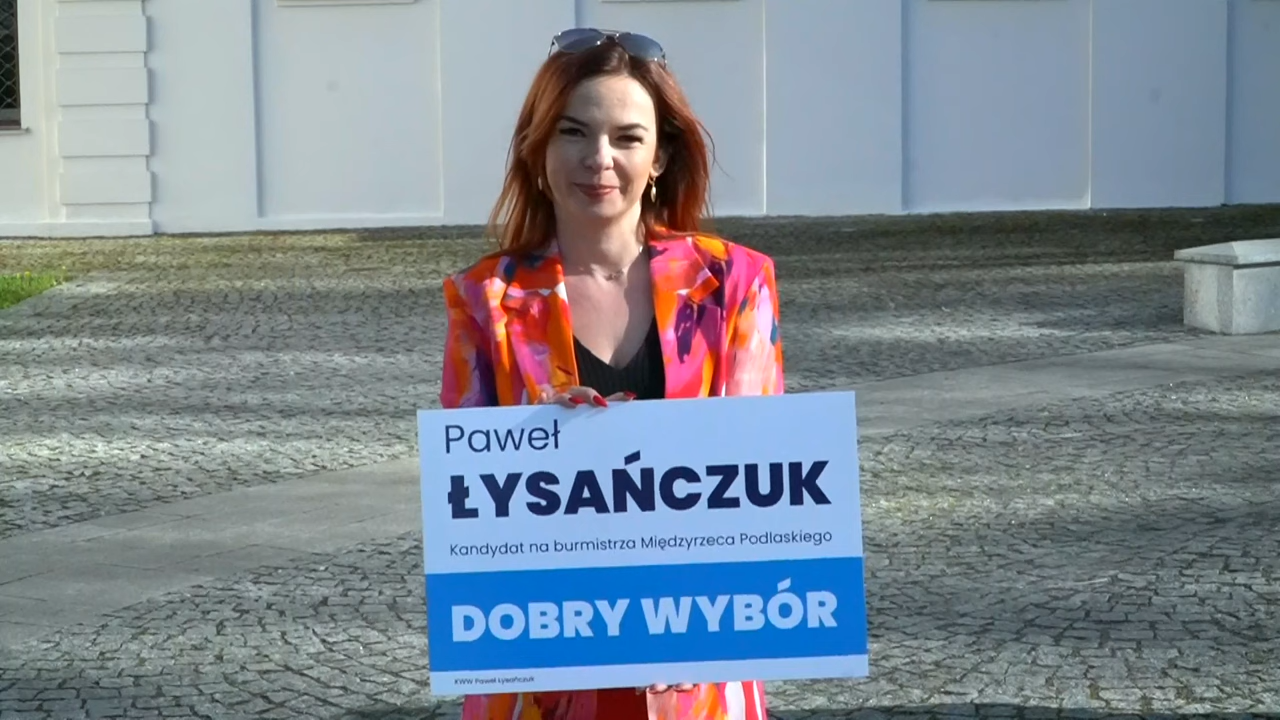 Paweł
ŁYSAŃCZUK
Kandydat na burmistrza Międzyrzeca Podlaskiego
DOBRY WYBÓR
KWW Paweł Łysańczuk